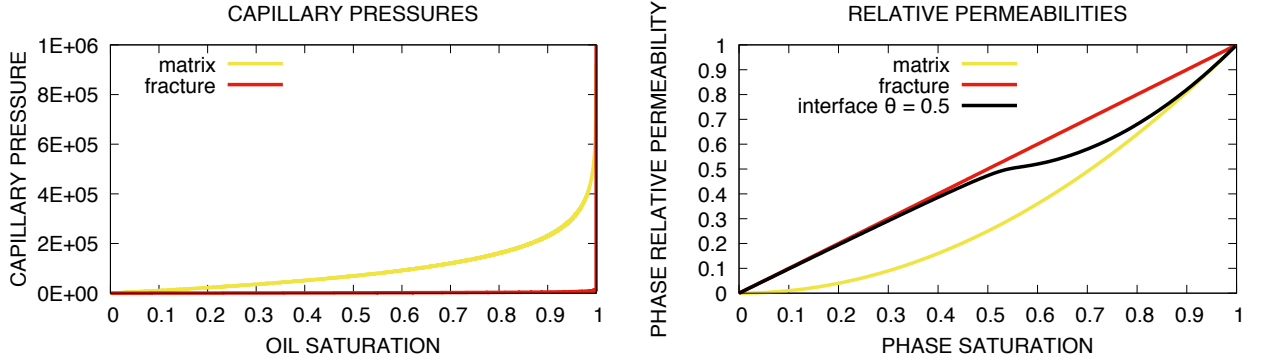 CAPILLARY PRESSURES
CAPILLARY PRESSURE
1E+06
8E+05
6E+05
4E+05
2E+05
0E+00
matrix
fracture
0 0.1 0.2 0.3 0.4 0.5 0.6 0.7 0.8 0.9 1
OIL SATURATION
RELATIVE PERMEABILITIES
PHASE RELATIVE PERMEABILITY
1
0.9
0.8
0.7
0.6
0.5
0.4
0.3
0.2
0.1
0
matrix
fracture
interface θ = 0.5
0 0.1 0.2 0.3 0.4 0.5 0.6 0.7 0.8 0.9 1
PHASE SATURATION